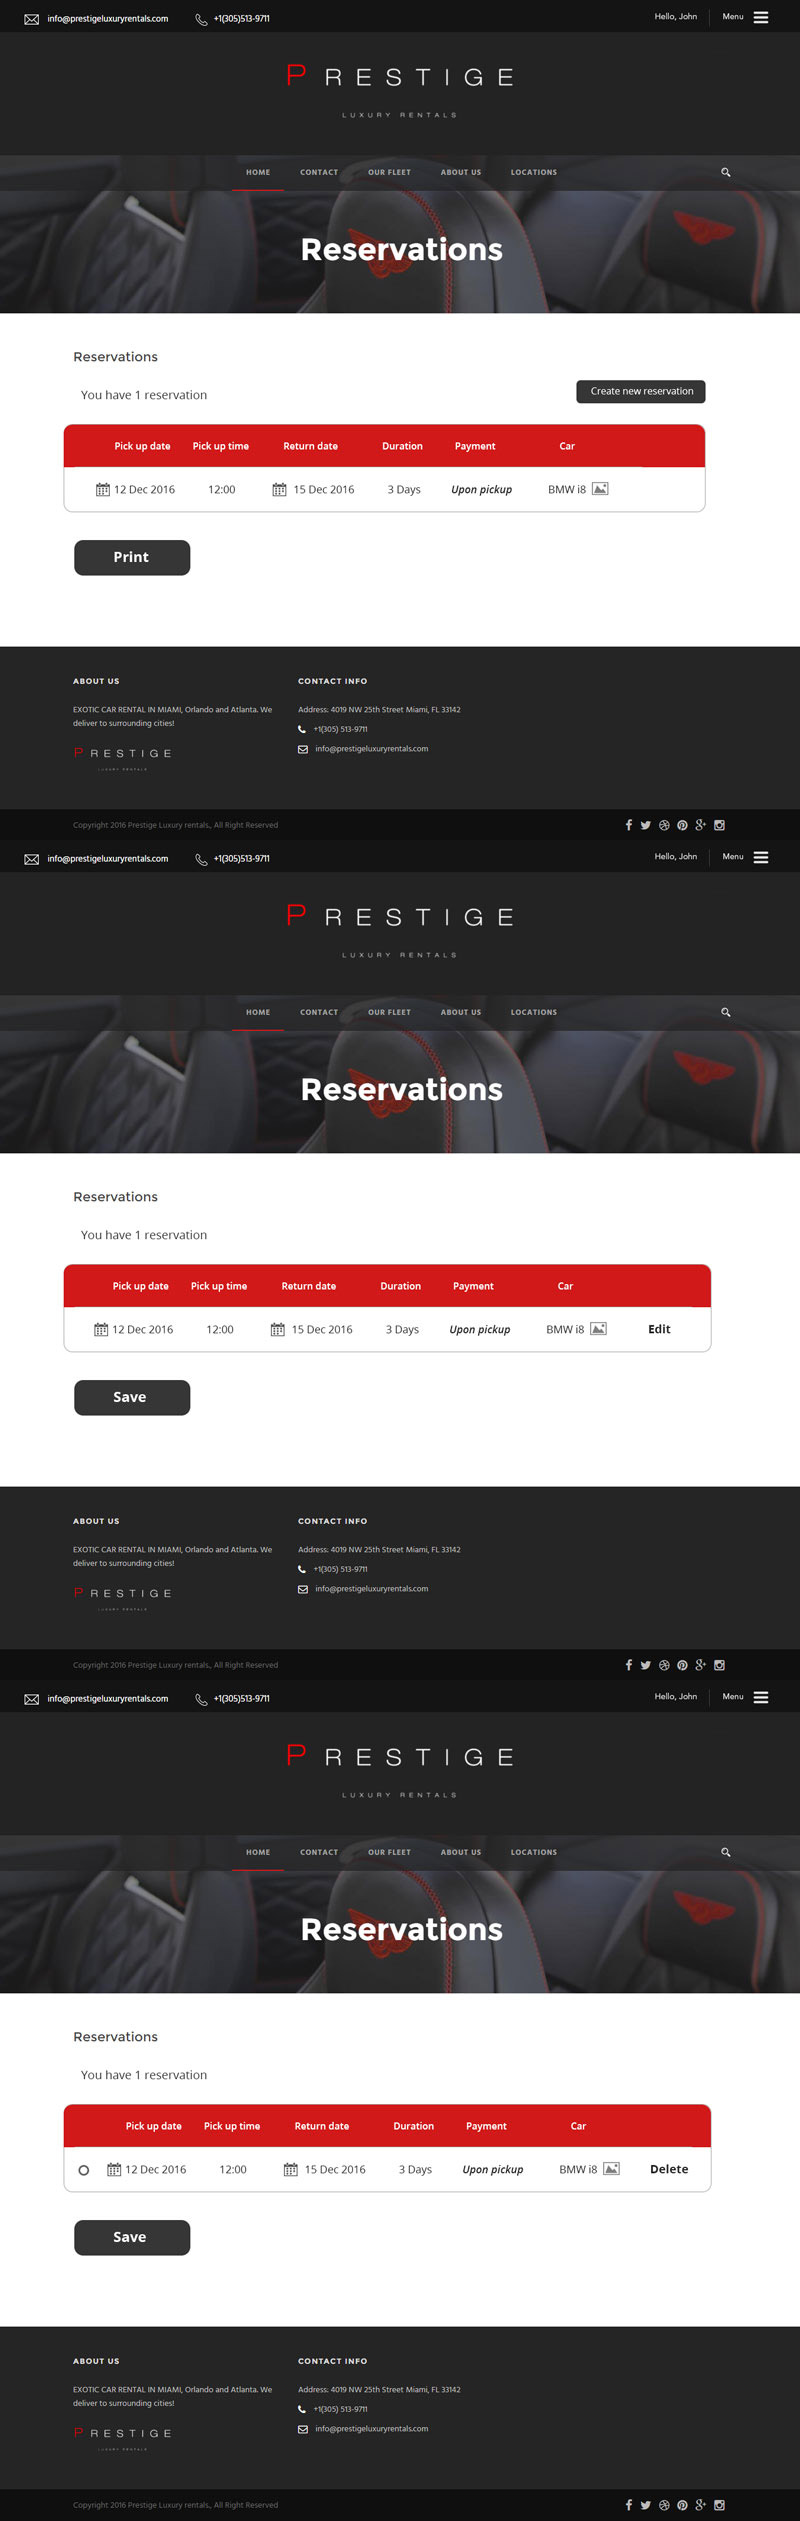 info@prestigeluxuryrentals.com +1(305)513-9711 Hello, John Menu
PRESTIGE
LUXURY RENTALS
HOME CONTACT OUR FLEET ABOUT US LOCATIONS
Reservations
Reservations
You have 1 reservation Create new reservation
Pick up date Pick up time Return date Duration Payment Car
12 Dec 2016 12:00 15 Dec 2016 3 Days Upon pickup BMW i8
Print
ABOUT US CONTACT INFO
EXOTIC CAR RENTAL IN MIAMI, Orlando and Atlanta. We Address: 4019 NW 25th Street Miami, FL 33142
deliver to surrounding cities! +1(305) 513-9711
PRESTIGE info@prestigeluxuryrentals.com
LUXURY RENTALS
Copyright 2016 Prestige Luxury rentals., All Right Reserved
info@prestigeluxuryrentals.com +1(305)513-9711 Hello, John Menu
PRESTIGE
LUXURY RENTALS
HOME CONTACT OUR FLEET ABOUT US LOCATIONS
Reservations
Reservations
You have 1 reservation
Pick up date Pick up time Return date Duration Payment Car
12 Dec 2016 12:00 15 Dec 2016 3 Days Upon pickup BMW i8 Edit
Save
ABOUT US CONTACT INFO
EXOTIC CAR RENTAL IN MIAMI, Orlando and Atlanta. We Address: 4019 NW 25th Street Miami, FL 33142
deliver to surrounding cities! +1(305) 513-9711
PRESTIGE info@prestigeluxuryrentals.com
LUXURY RENTALS
Copyright 2016 Prestige Luxury rentals., All Right Reserved
info@prestigeluxuryrentals.com +1(305)513-9711 Hello, John Menu
PRESTIGE
LUXURY RENTALS
HOME CONTACT OUR FLEET ABOUT US LOCATIONS
Reservations
Reservations
You have 1 reservation
Pick up date Pick up time Return date Duration Payment Car
12 Dec 2016 12:00 15 Dec 2016 3 Days Upon pickup BMW i8 Delete
Save
ABOUT US CONTACT INFO
EXOTIC CAR RENTAL IN MIAMI, Orlando and Atlanta. We Address: 4019 NW 25th Street Miami, FL 33142
deliver to surrounding cities! +1(305) 513-9711
PRESTIGE info@prestigeluxuryrentals.com
LUXURY RENTALS
Copyright 2016 Prestige Luxury rentals., All Right Reserved